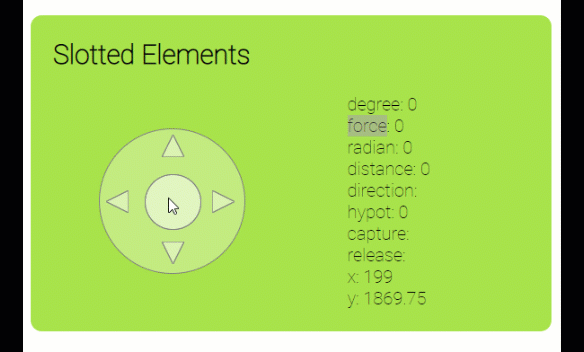 Slotted Elements
degree: 0
force: 0
radian: 0
distance: 0
direction:
hypot: 0
capture:
release:
x: 199
y: 1869.75